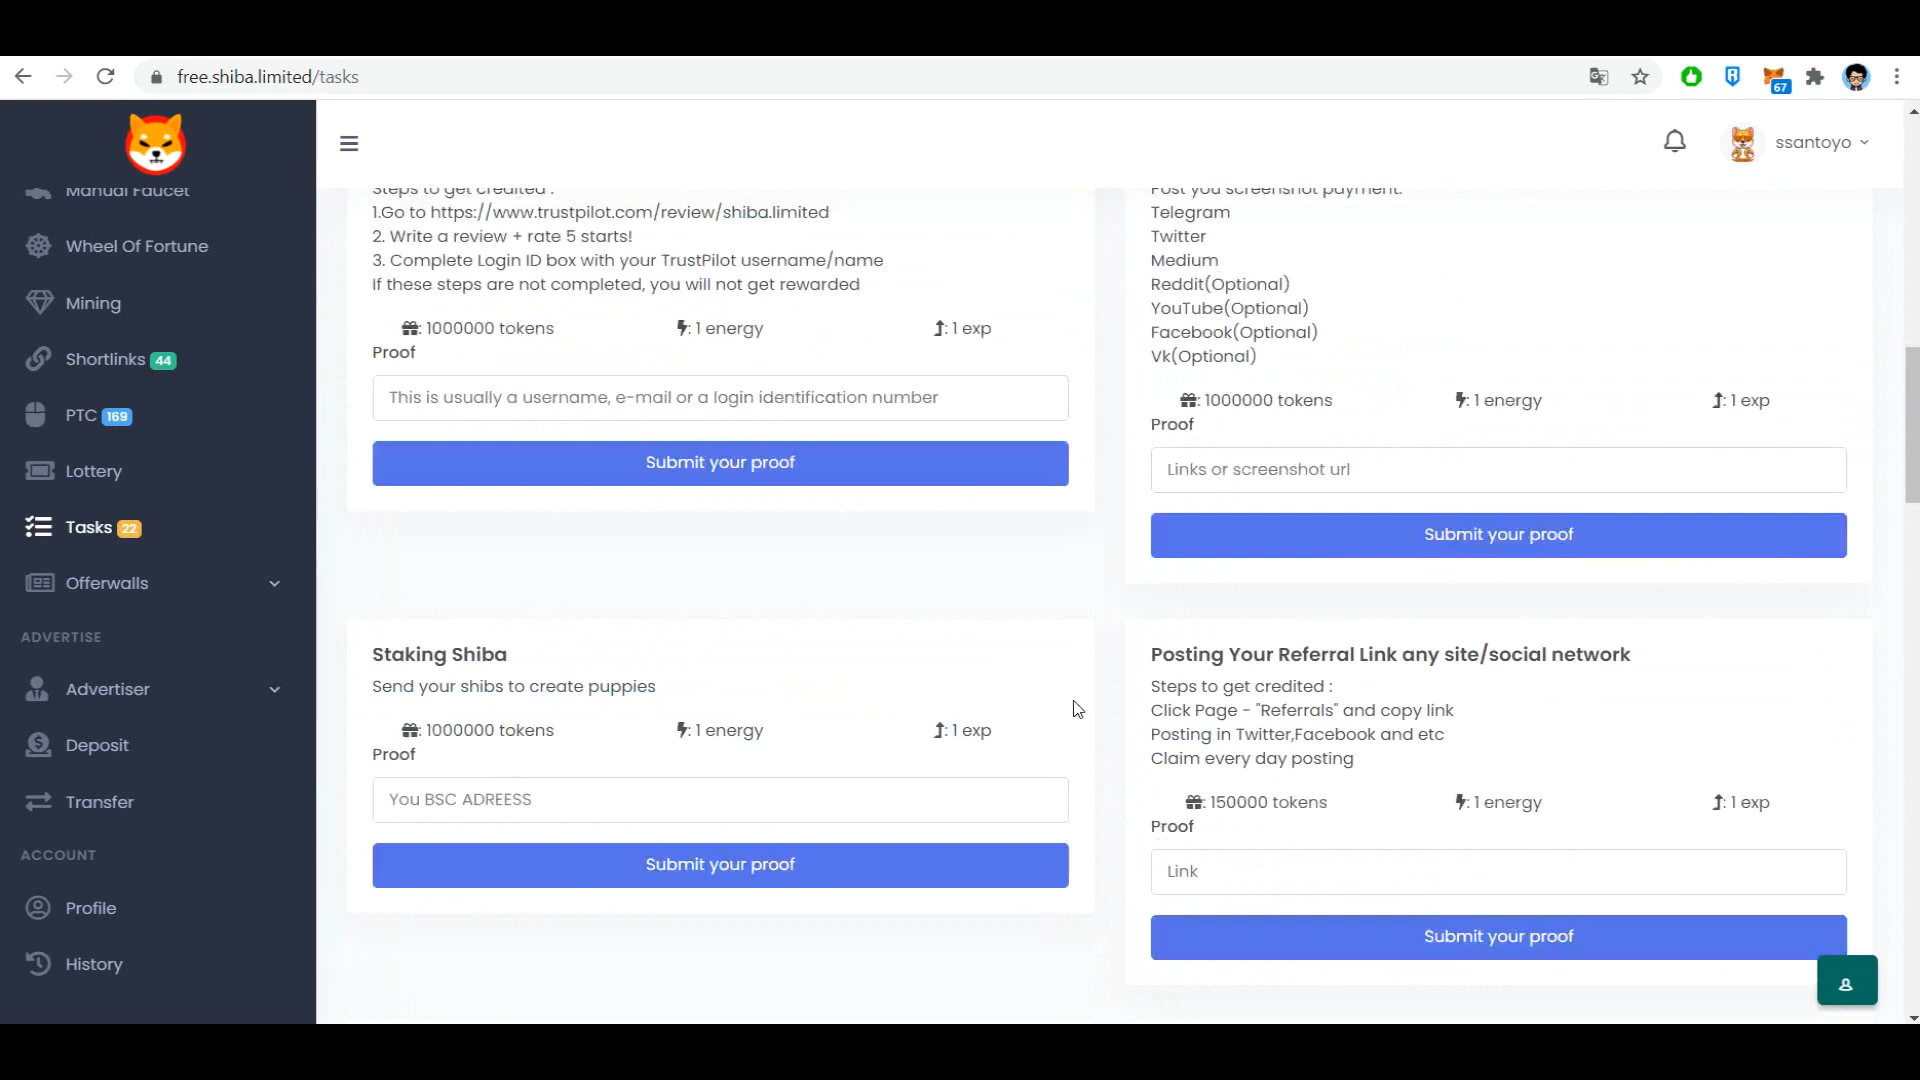 free.shiba.limited/tasks
67
ssantoyo
Manual Faucet
Wheel Of Fortune
Mining
Shortlinks 44
PTC 169
Lottery
Tasks 22
Offerwalls
ADVERTISE
Advertiser
Deposit
Transfer
ACCOUNT
Profile
History
Steps to get credited :
1.Go to https://www.trustpilot.com/review/shiba.limited
2. Write a review + rate 5 starts!
3. Complete Login ID box with your TrustPilot username/name
If these steps are not completed, you will not get rewarded
: 1000000 tokens : 1 energy : 1 exp
Proof
This is usually a username, e-mail or a login identification number
Submit your proof
Post you screenshot payment.
Telegram
Twitter
Medium
Reddit(Optional)
YouTube(Optional)
Facebook(Optional)
Vk(Optional)
: 1000000 tokens : 1 energy : 1 exp
Proof
Links or screenshot url
Submit your proof
Staking Shiba
Send your shibs to create puppies
: 1000000 tokens : 1 energy : 1 exp
Proof
You BSC ADREESS
Submit your proof
Posting Your Referral Link any site/social network
Steps to get credited :
Click Page - "Referrals" and copy link
Posting in Twitter,Facebook and etc
Claim every day posting
: 150000 tokens : 1 energy : 1 exp
Proof
Link
Submit your proof